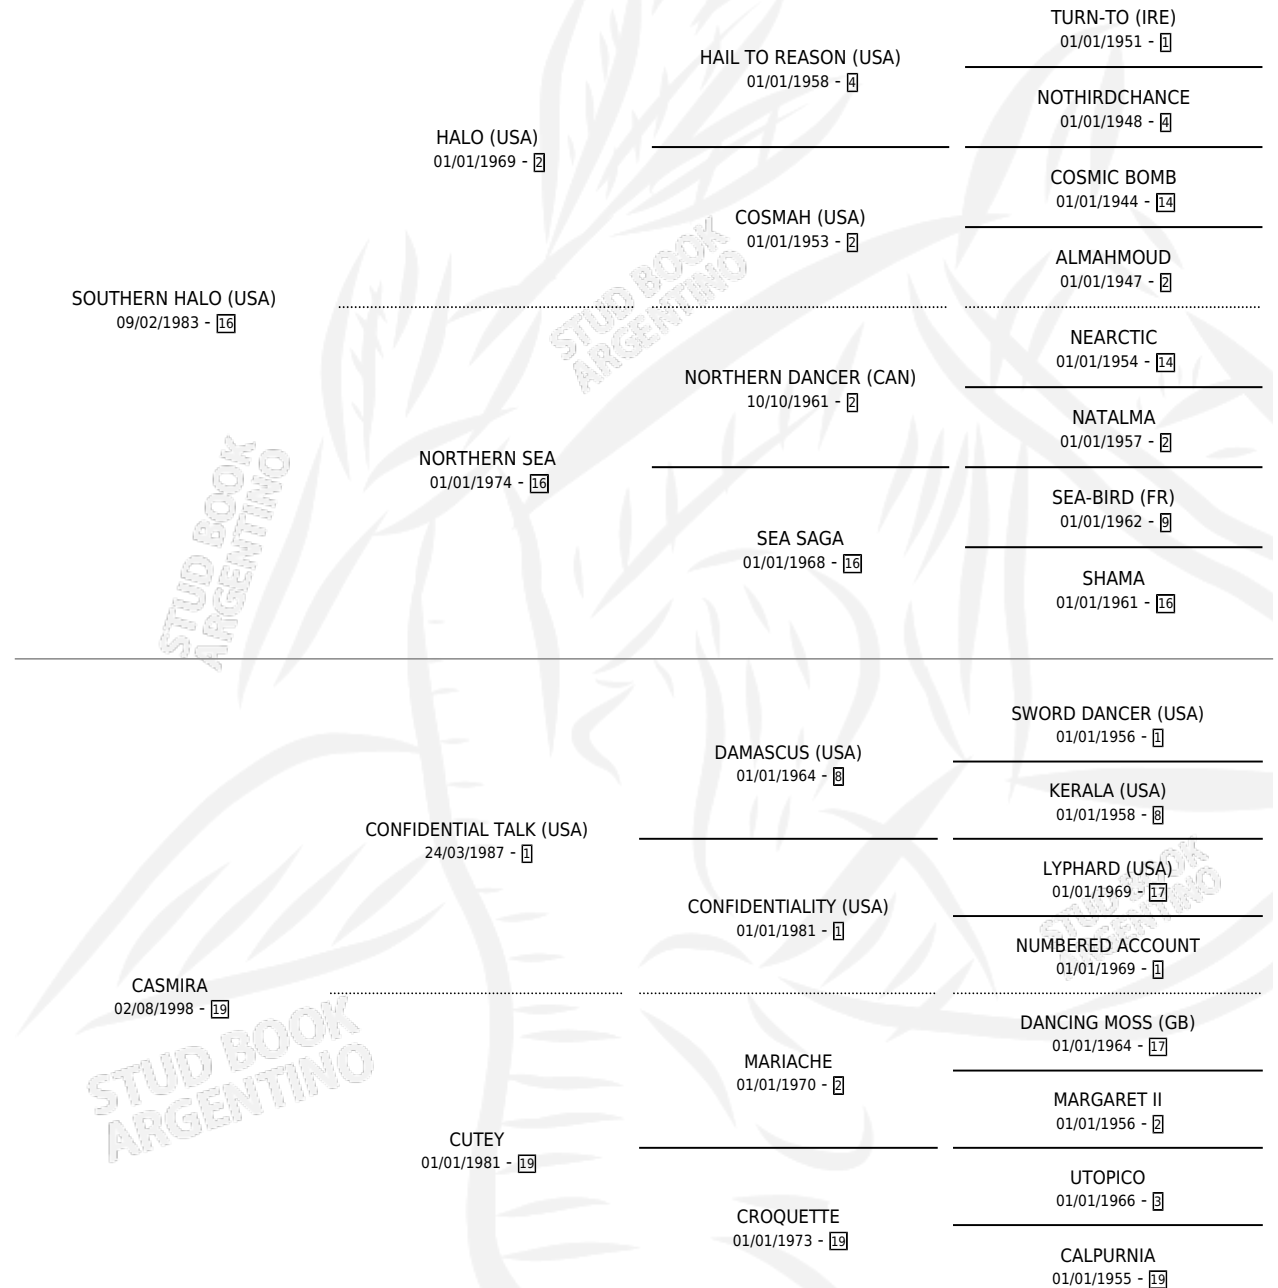 TURN-TO (IRE)
01/01/1951 - 1
HAIL TO REASON (USA)
01/01/1958 - 4
NOTHIRDCHANCE
01/01/1948 - 4
HALO (USA)
01/01/1969 - 2
COSMIC BOMB
01/01/1944 - 14
COSMAH (USA)
01/01/1953 - 2
ALMAHMOUD
01/01/1947 - 2
SOUTHERN HALO (USA)
09/02/1983 - 16
STUD BOOK
ARGENTINO
NEARCTIC
01/01/1954 - 14
NORTHERN DANCER (CAN)
10/10/1961 - 2
NATALMA
01/01/1957 - 2
NORTHERN SEA
01/01/1974 - 16
SEA-BIRD (FR)
01/01/1962 - 9
SEA SAGA
01/01/1968 - 16
SHAMA
01/01/1961 - 16
STUD BOOK
ARGENTINO
SWORD DANCER (USA)
01/01/1956 - 1
DAMASCUS (USA)
01/01/1964 - 8
KERALA (USA)
01/01/1958 - 8
CONFIDENTIAL TALK (USA)
24/03/1987 - 1
LYPHARD (USA)
01/01/1969 - 17
CONFIDENTIALITY (USA)
01/01/1981 - 1
NUMBERED ACCOUNT
01/01/1969 - 1
STUD BOOK
ARGENTINO
CASMIRA
02/08/1998 - 19
DANCING MOSS (GB)
01/01/1964 - 17
MARIACHE
01/01/1970 - 2
MARGARET II
01/01/1956 - 2
STUD BOOK
ARGENTINO
CUTEY
01/01/1981 - 19
UTOPICO
01/01/1966 - 3
CROQUETTE
01/01/1973 - 19
CALPURNIA
01/01/1955 - 19